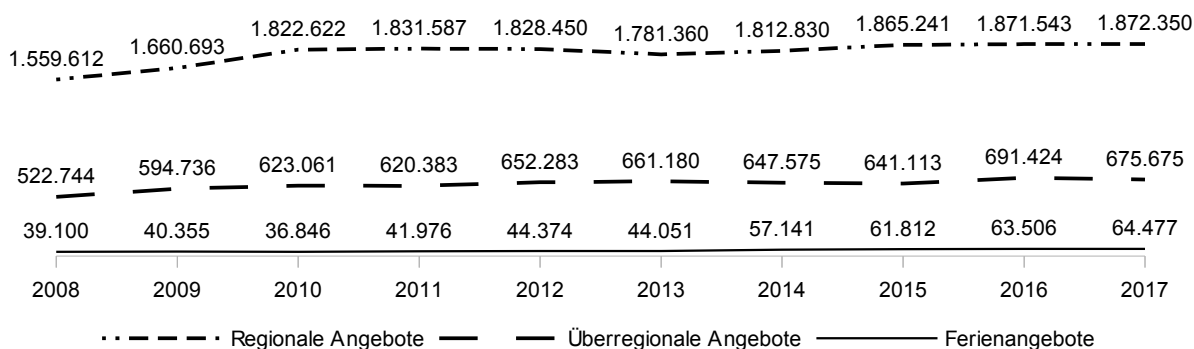 1.559.612 1.660.693 1.822.622 1.831.587 1.828.450 1.781.360 1.812.830 1.865.241 1.871.543 1.872.350
522.744 594.736 623.061 620.383 652.283 661.180 647.575 641.113 691.424 675.675
39.100 40.355 36.846 41.976 44.374 44.051 57.141 61.812 63.506 64.477
2008 2009 2010 2011 2012 2013 2014 2015 2016 2017
Regionale Angebote Überregionale Angebote Ferienangebote